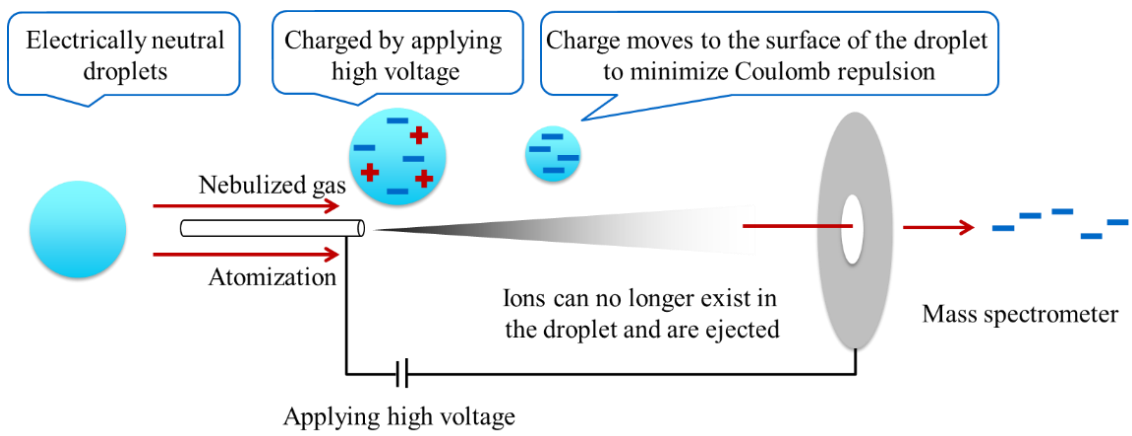 Electrically neutral
droplets
Charged by applying
high voltage
Charge moves to the surface of the droplet
to minimize Coulomb repulsion
Nebulized gas
Atomization
Ions can no longer exist in
the droplet and are ejected
Mass spectrometer
Applying high voltage